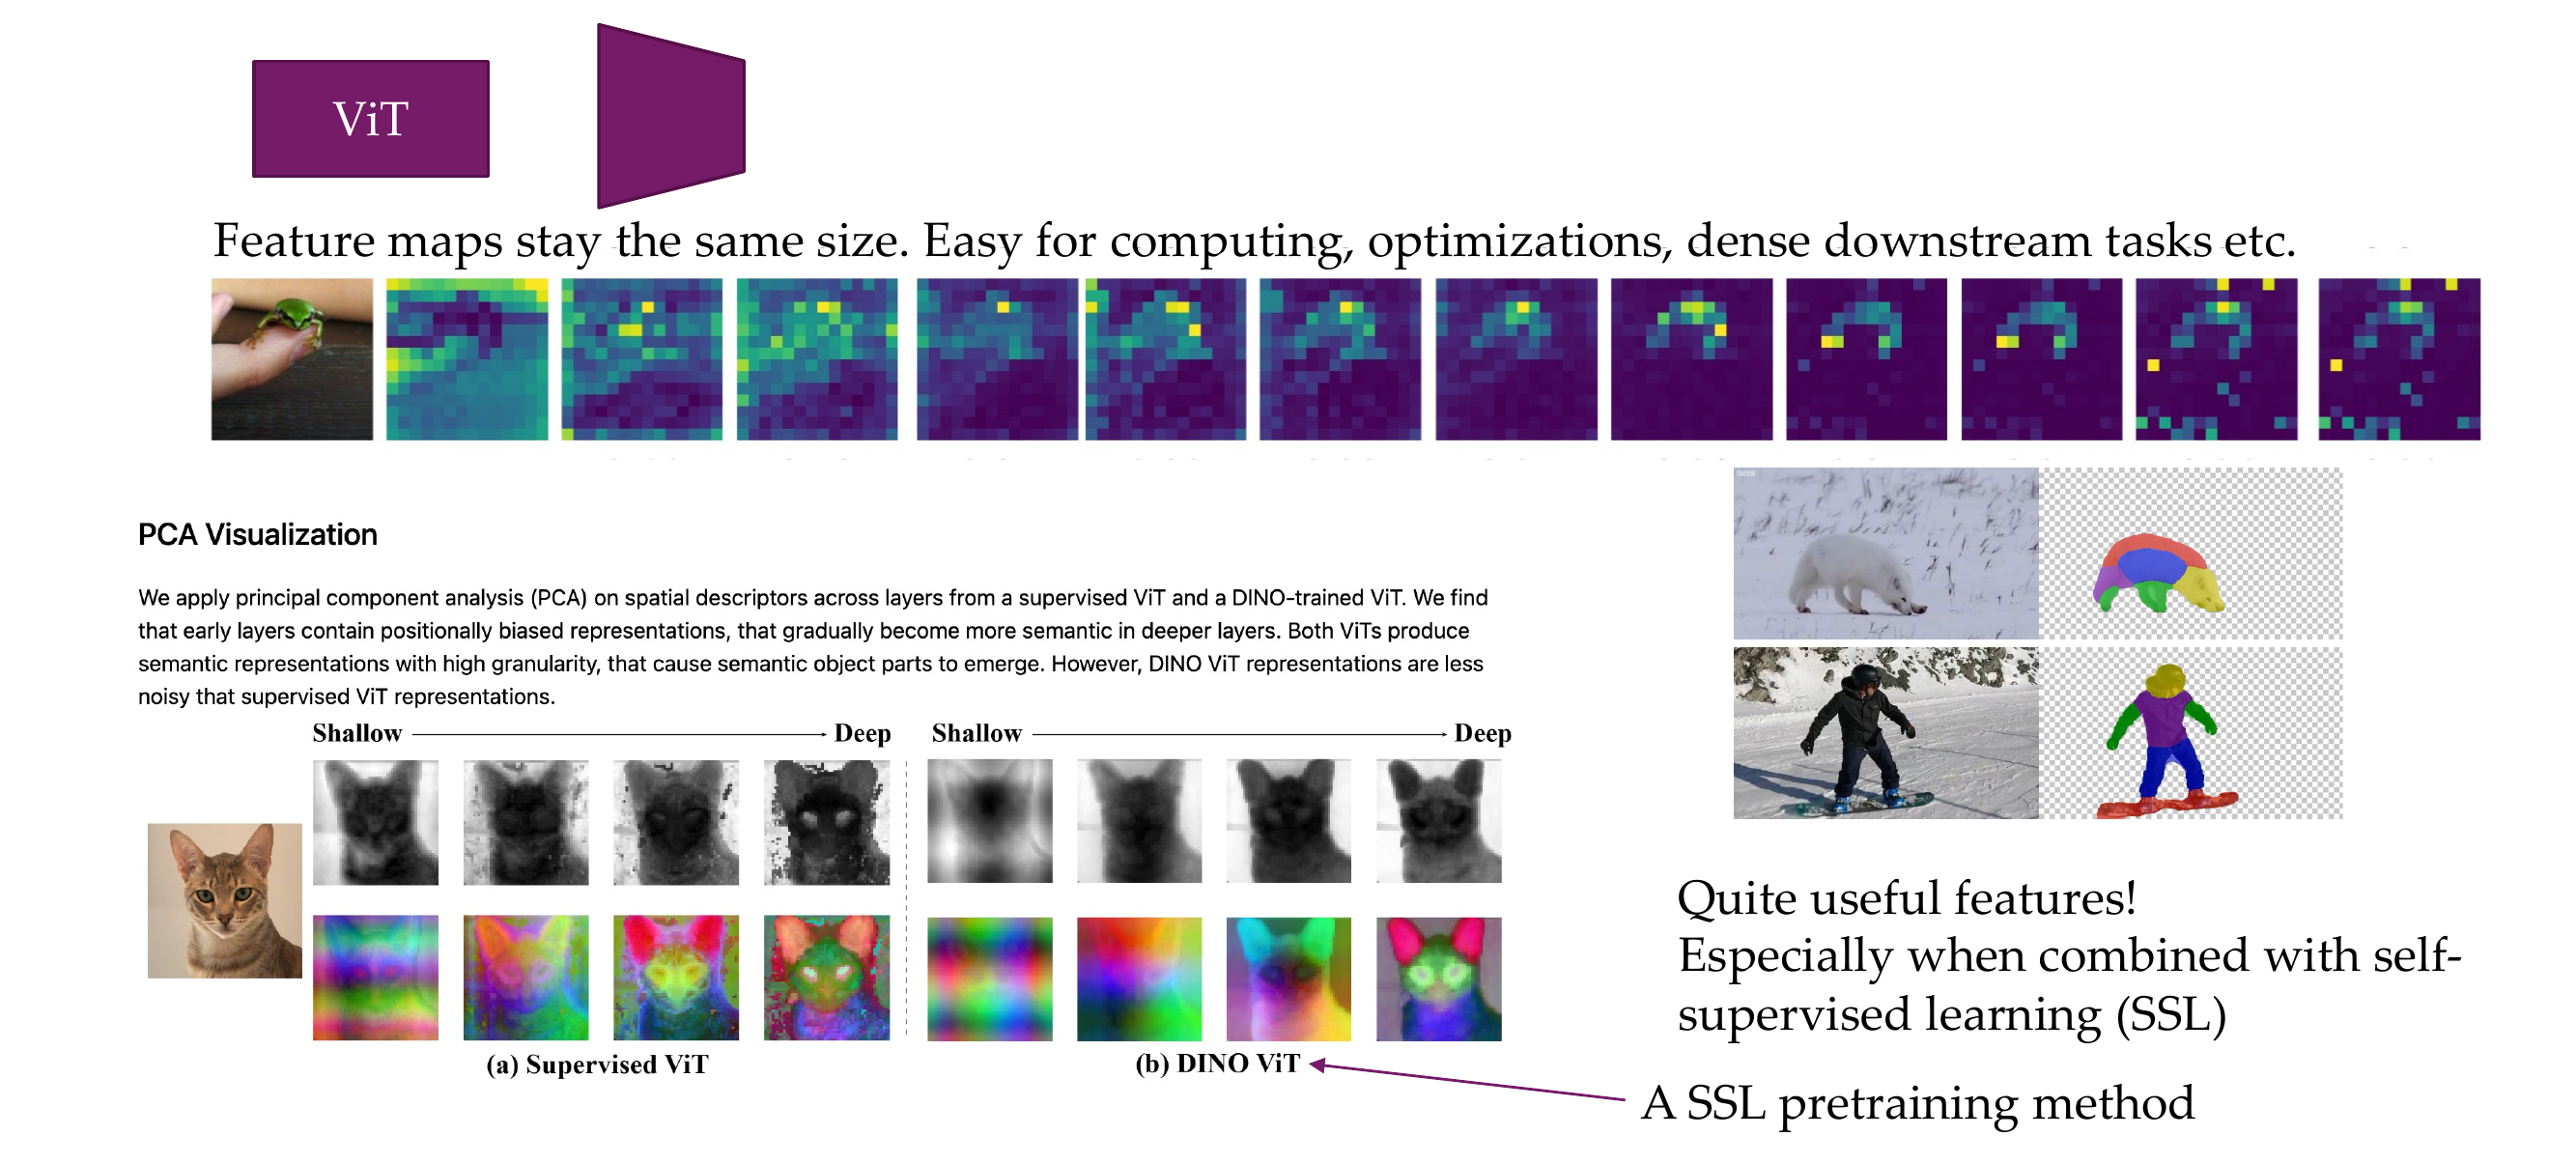 ViT
Feature maps stay the same size. Easy for computing, optimizations, dense downstream tasks etc.
PCA Visualization
We apply principal component analysis (PCA) on spatial descriptors across layers from a supervised ViT and a DINO-trained ViT. We find
that early layers contain positionally biased representations, that gradually become more semantic in deeper layers. Both ViTs produce
semantic representations with high granularity, that cause semantic object parts to emerge. However, DINO ViT representations are less
noisy that supervised ViT representations.
Shallow Deep Shallow Deep
(a) Supervised ViT (b) DINO ViT
Quite useful features!
Especially when combined with self-
supervised learning (SSL)
A SSL pretraining method